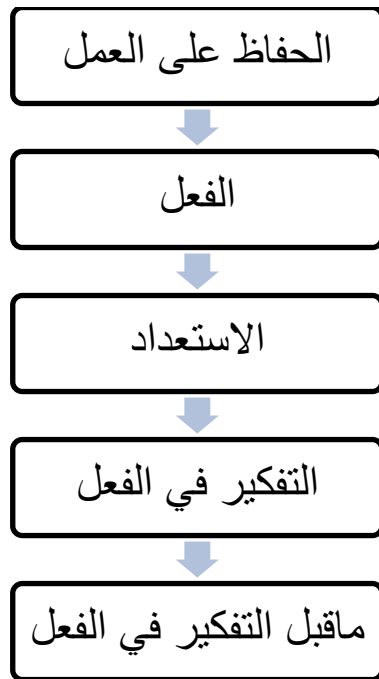 الحفاظ على العمل
الفعل
الاستعداد
التفكير في الفعل
ماقبل التفكير في الفعل